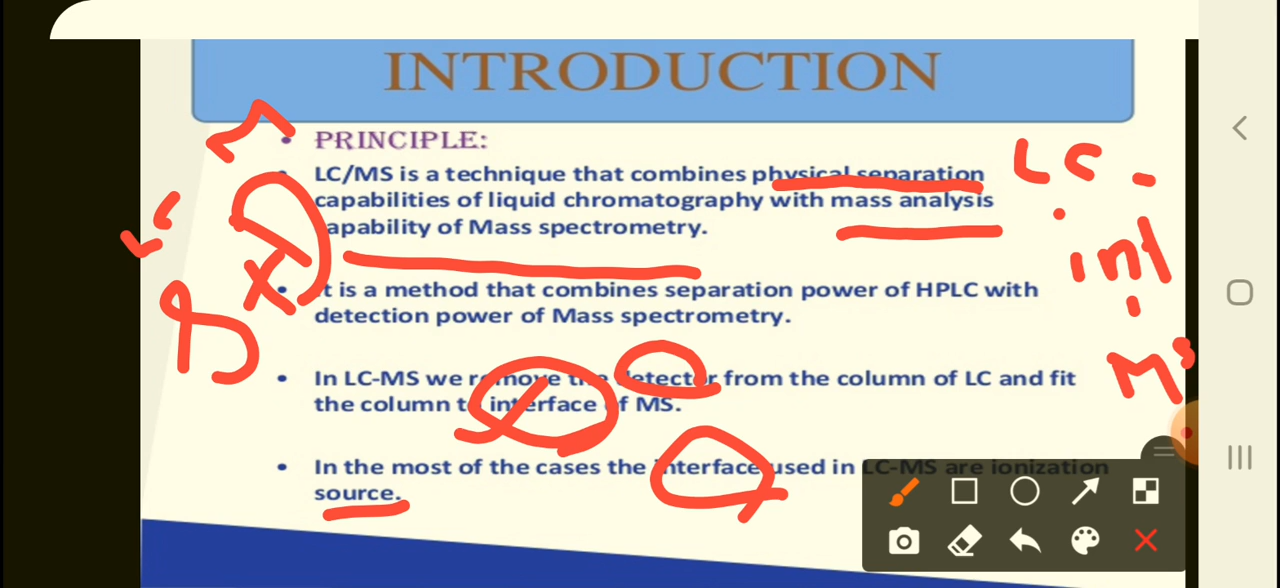 INTRODUCTION
• PRINCIPLE:
LC/MS is a technique that combines physical separation
capabilities of liquid chromatography with mass analysis
apability of Mass spectrometry.
• It is a method that combines separation power of HPLC with
detection power of Mass spectrometry.
• In LC-MS we remove the detector from the column of LC and fit
the column to interface of MS.
• In the most of the cases the interface used in LC-MS are ionization
source.
LC
int
Ms